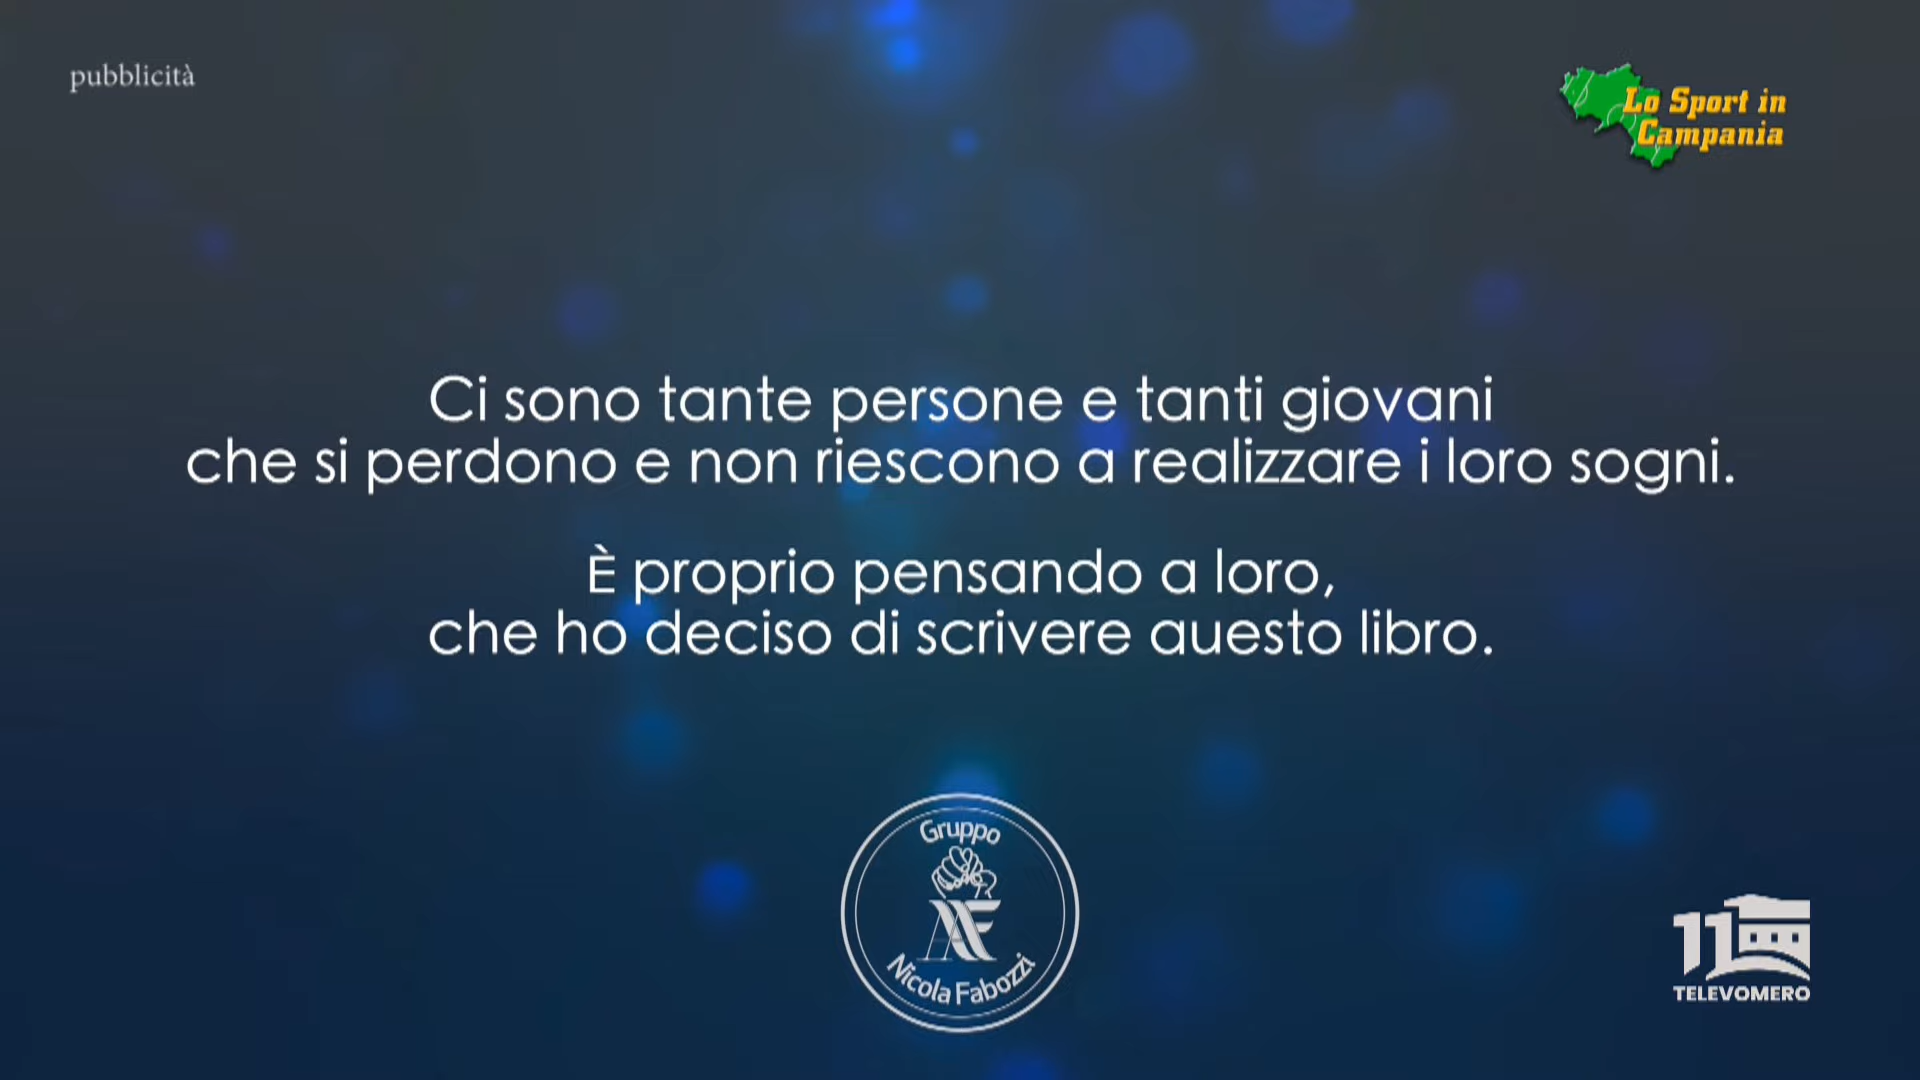 pubblicità
Lo Sport in
Campania
Ci sono tante persone e tanti giovani
che si perdono e non riescono a realizzare i loro sogni.
È proprio pensando a loro,
che ho deciso di scrivere auesto libro.
Gruppo
NF
Nicola Fabozzi
11
TELEVOMERO